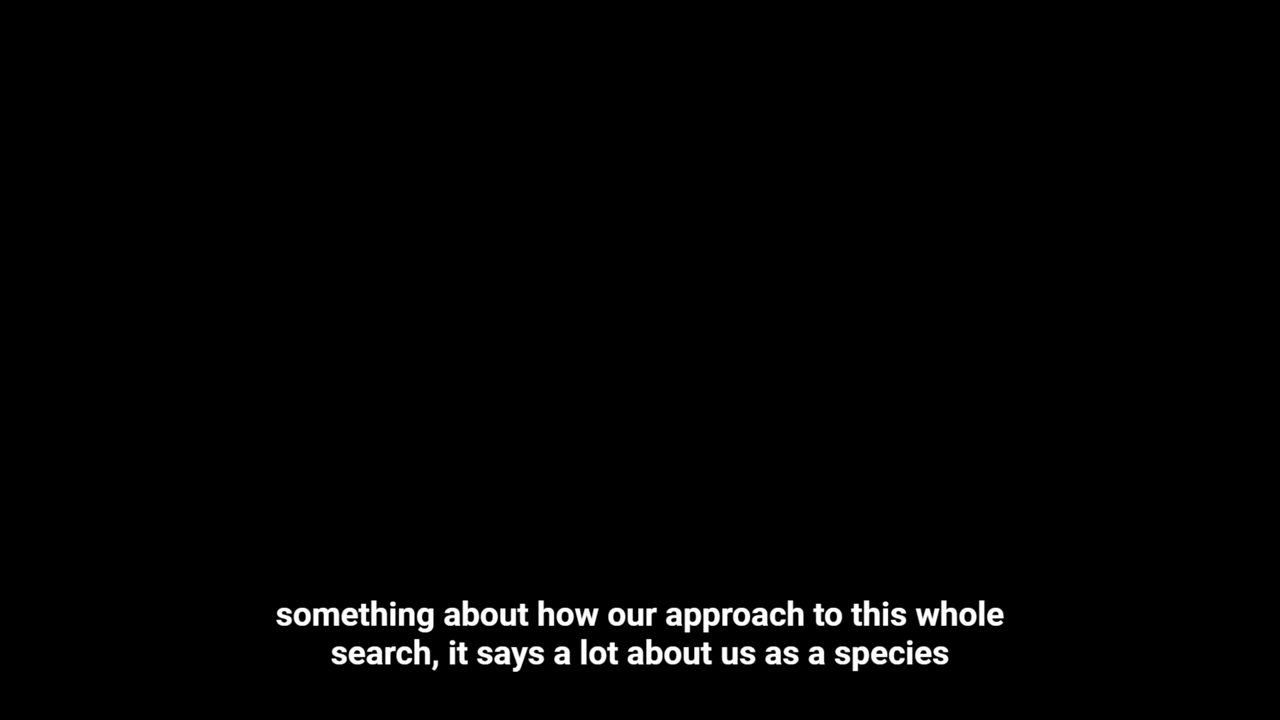 something about how our approach to this whole
search, it says a lot about us as a species